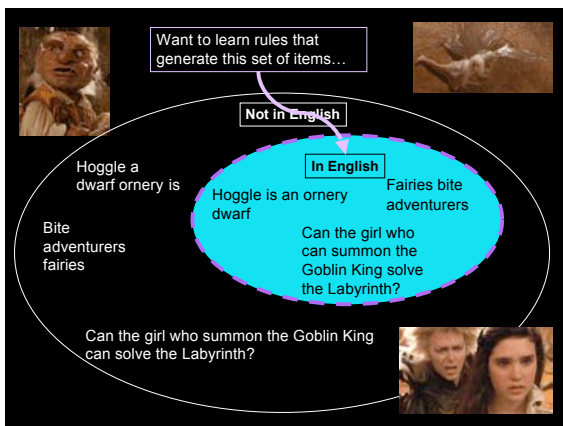 Want to learn rules that
generate this set of items…
Not in English
In English
Hoggle a
dwarf ornery is
Hoggle is an ornery
dwarf
Fairies bite
adventurers
Bite
adventurers
fairies
Can the girl who
can summon the
Goblin King solve
the Labyrinth?
Can the girl who summon the Goblin King
can solve the Labyrinth?